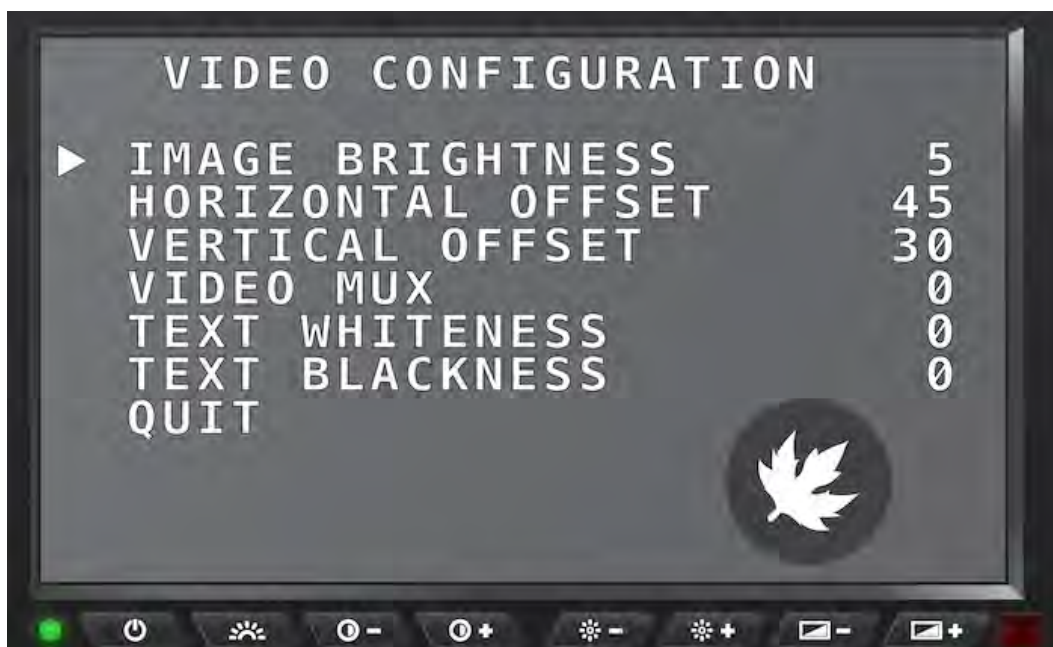 VIDEO CONFIGURATION
▶ IMAGE BRIGHTNESS 5
HORIZONTAL OFFSET 45
VERTICAL OFFSET 30
VIDEO MUX 0
TEXT WHITENESS 0
TEXT BLACKNESS 0
QUIT